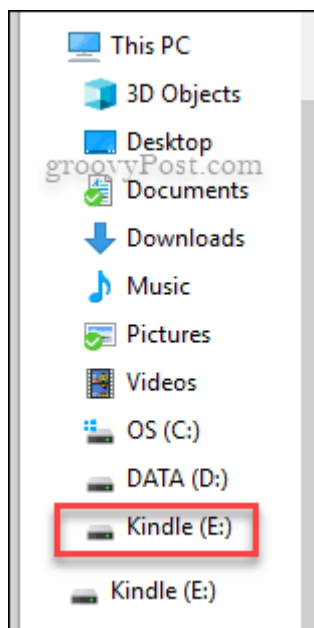 This PC
3D Objects
Desktop
groovyPost.com
Documents
Downloads
Music
Pictures
Videos
OS (C:)
DATA (D:)
Kindle (E:)
Kindle (E:)